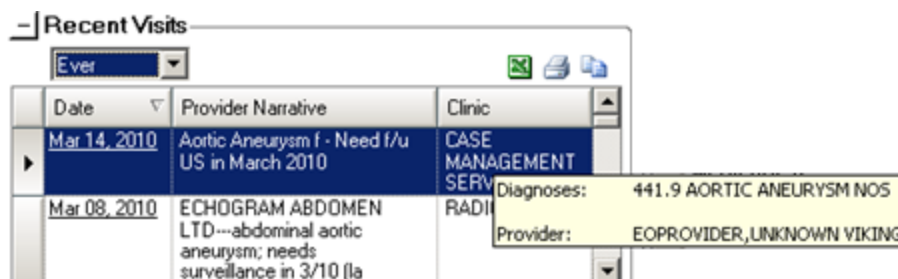 Recent Visits
Ever
Date Provider Narrative Clinic
Mar 14, 2010 Aortic Aneurysm f - Need f/u CASE
US in March 2010 MANAGEMENT
SERV
Diagnoses: 441.9 AORTIC ANEURYSM NOS
Mar 08, 2010 ECHOGRAM ABDOMEN RADI
LTD---abdominal aortic
Provider: EOPROVIDER,UNKNOWN VIKING
aneurysm; needs
surveillance in 3/10 (la